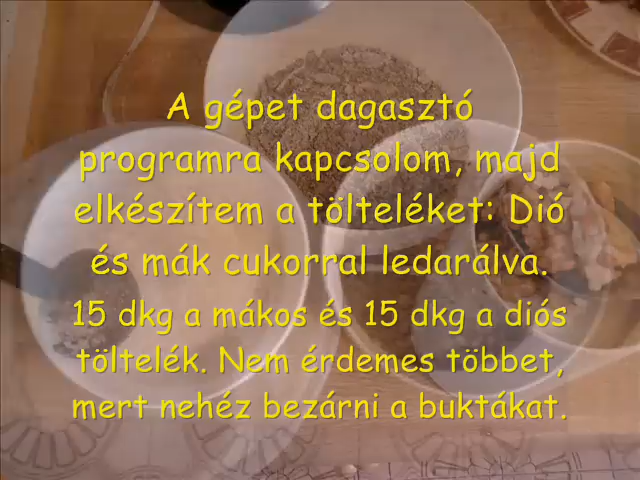 A gépet dagasztó
programra kapcsolom, majd
elkészítem a tölteléket: Dió
és mák cukorral ledarálva.
15 dkg a mákos és 15 dkg a diós
töltelék. Nem érdemes többet,
mert nehéz bezárni a buktákat.